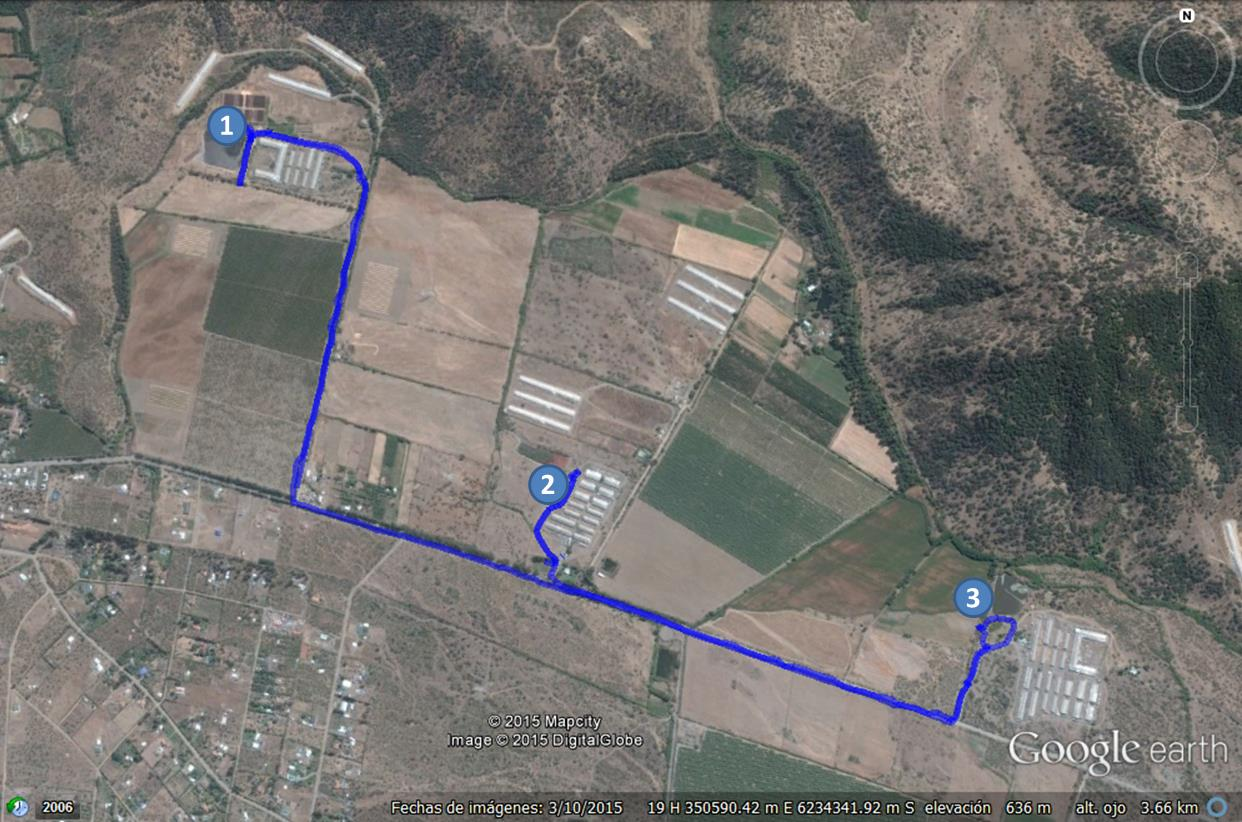 N
1
2
3
© 2015 Mapcity
Image © 2015 DigitalGlobe
Google earth
2006
Fechas de imágenes: 3/10/2015 19 H 350590.42 m E 6234341.92 m S elevación 636 m alt. ojo 3.66 km